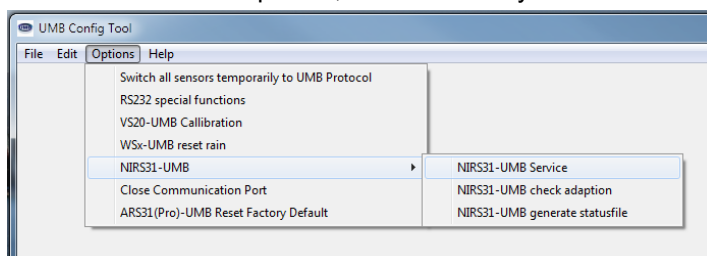 UMB Config Tool
File Edit Options Help
Switch all sensors temporarily to UMB Protocol
RS232 special functions
VS20-UMB Callibration
WSx-UMB reset rain
NIRS31-UMB
Close Communication Port
ARS31(Pro)-UMB Reset Factory Default
NIRS31-UMB Service
NIRS31-UMB check adaption
NIRS31-UMB generate statusfile